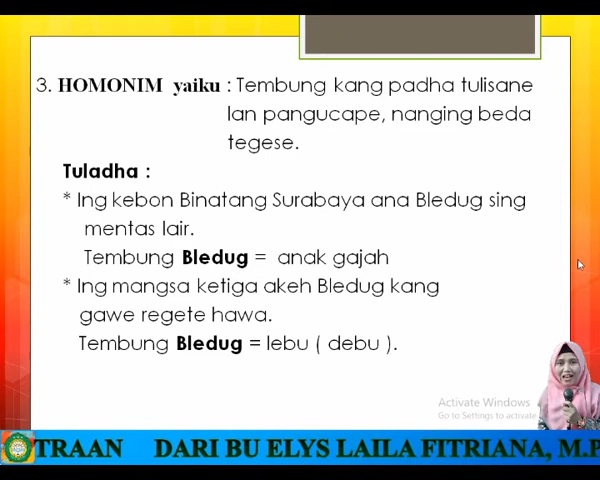 3. HOMONIM yaiku : Tembung kang padha tulisane
lan pangucape, nanging beda
tegese.
Tuladha :
* Ing kebon Binatang Surabaya ana Bledug sing
mentas lair.
Tembung Bledug = anak gajah
* Ing mangsa ketiga akeh Bledug kang
gawe regete hawa.
Tembung Bledug = lebu ( debu ).
Activate Windows
Go to Settings to activate
TRAAN DARI BU ELYS LAILA FITRIANA, M.P